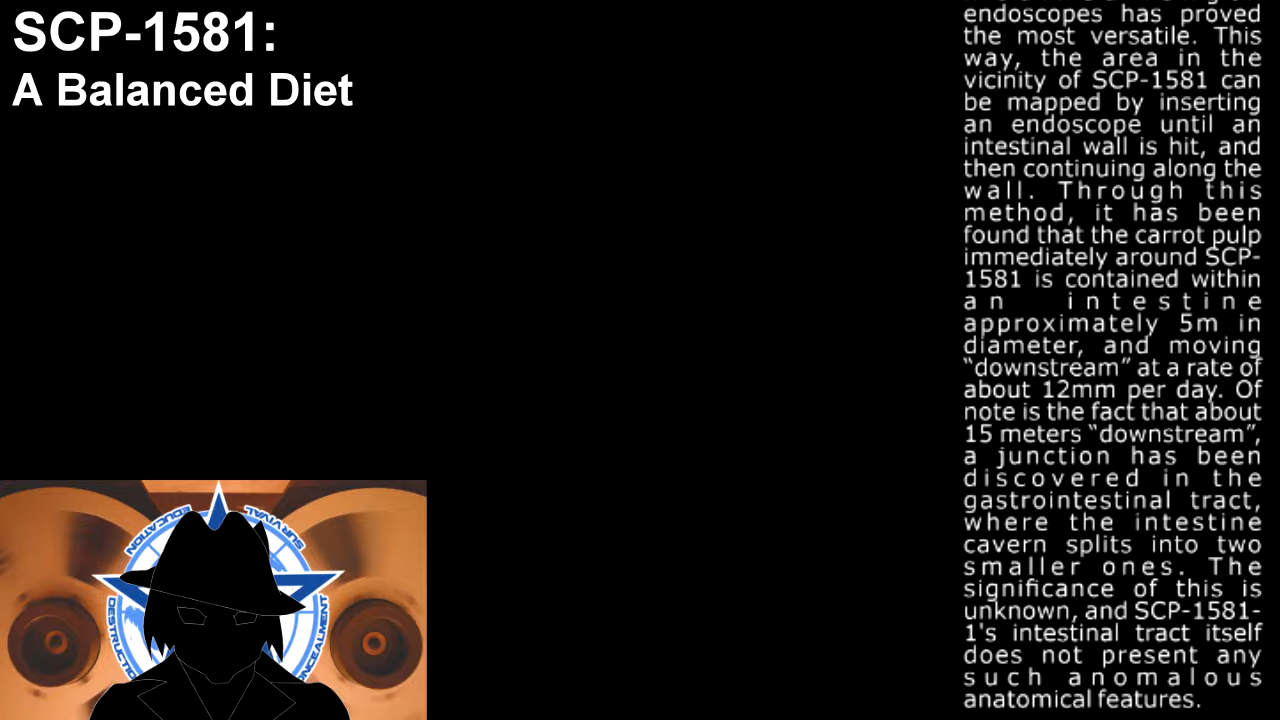 SCP-1581:
A Balanced Diet
endoscopes has proved
the most versatile. This
way, the area in the
vicinity of SCP-1581 can
be mapped by inserting
an endoscope until an
intestinal wall is hit, and
then continuing along the
wall. Through this
method, it has been
found that the carrot pulp
immediately around SCP-
1581 is contained within
an intestine
approximately 5m in
diameter, and moving
“downstream” at a rate of
about 12mm per day. Of
note is the fact that about
15 meters “downstream”,
a junction has been
discovered in the
gastrointestinal tract,
where the intestine
cavern splits into two
smaller ones. The
significance of this is
unknown, and SCP-1581-
1's intestinal tract itself
does not present any
such anomalous
anatomical features.
EDUCATION
SURVIVAL